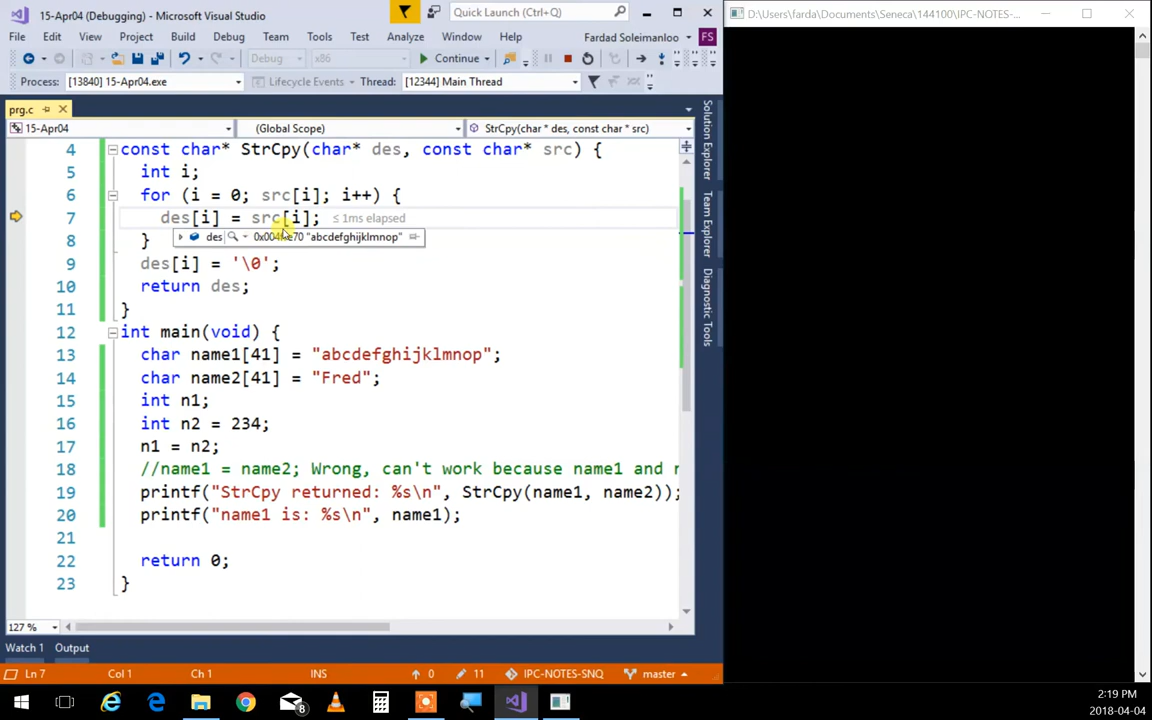 15-Apr04 (Debugging) - Microsoft Visual Studio
Quick Launch (Ctrl+Q)
D:\Users\farda\Documents\Seneca\144100\IPC-NOTES-...
File Edit View Project Build Debug Team Tools Test Analyze Window Help Fardad Soleimanloo FS
Debug x86 Continue
Process: [13840] 15-Apr04.exe Lifecycle Events Thread: [12344] Main Thread
prg.c
15-Apr04 (Global Scope) StrCpy(char * des, const char * src)
4 const char* StrCpy(char* des, const char* src) {
5 int i;
6 for (i = 0; src[i]; i++) {
7 des[i] = src[i]; ≤ 1ms elapsed
8 }
des "abcdefghijklmnop"
9 des[i] = '\0';
10 return des;
11 }
12 int main(void) {
13 char name1[41] = "abcdefghijklmnop";
14 char name2[41] = "Fred";
15 int n1;
16 int n2 = 234;
17 n1 = n2;
18 //name1 = name2; Wrong, can't work because name1 and n
19 printf("StrCpy returned: %s\n", StrCpy(name1, name2));
20 printf("name1 is: %s\n", name1);
21
22 return 0;
23 }
Solution Explorer
Team Explorer
Diagnostic Tools
127 %
Watch 1 Output
Ln 7 Col 1 Ch 1 INS 0 11 IPC-NOTES-SNQ master
8
2:19 PM
2018-04-04